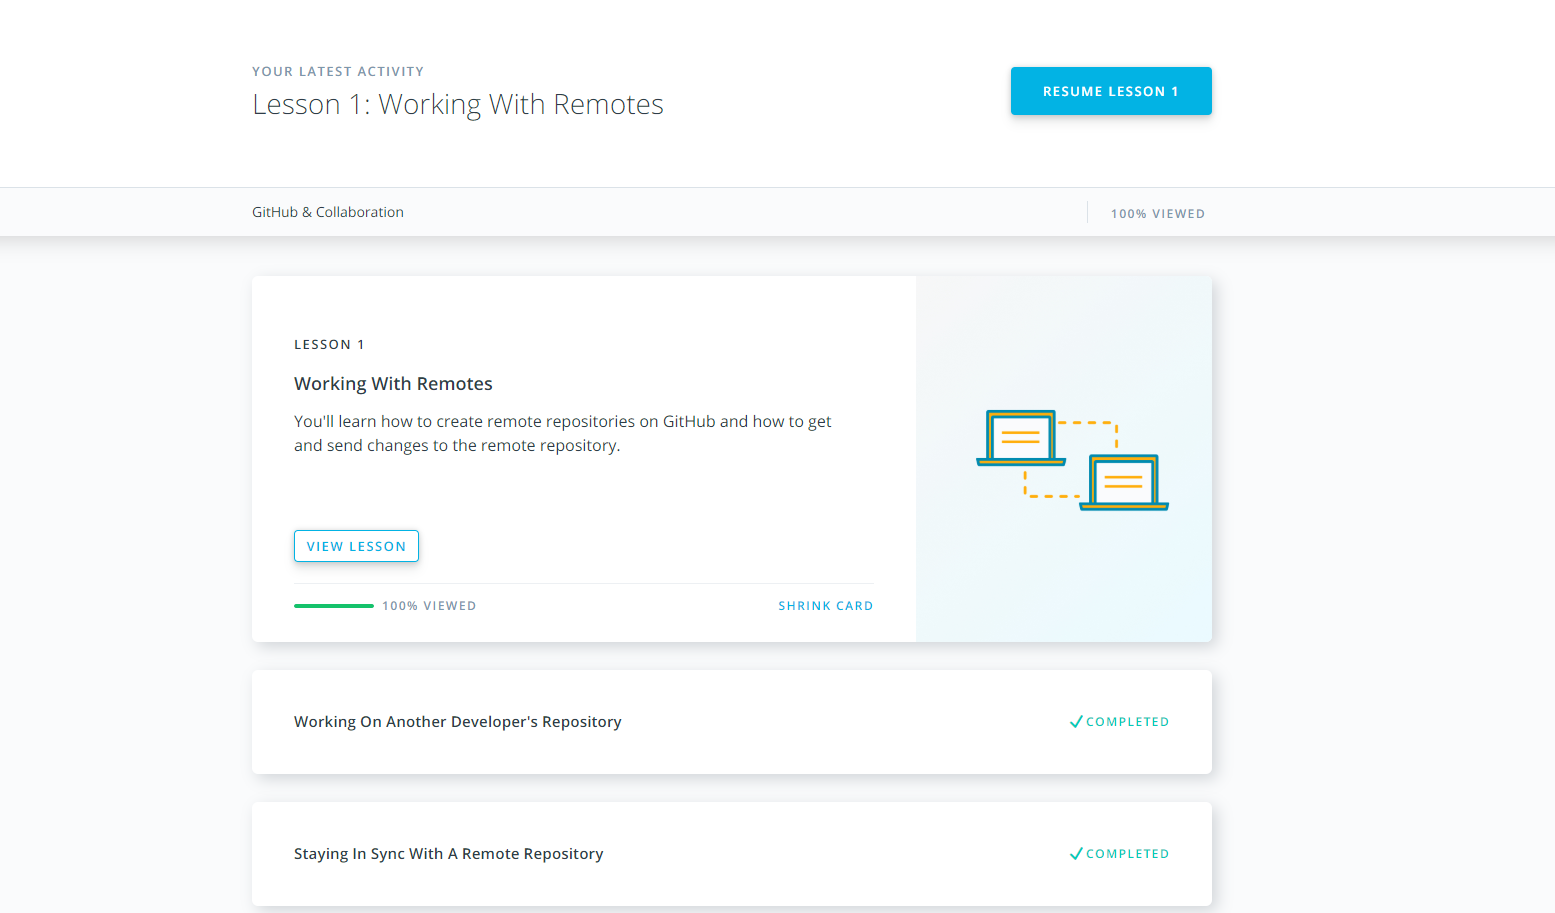 YOUR LATEST ACTIVITY
Lesson 1: Working With Remotes
RESUME LESSON 1
GitHub & Collaboration
100% VIEWED
LESSON 1
Working With Remotes
You'll learn how to create remote repositories on GitHub and how to get
and send changes to the remote repository.
VIEW LESSON
100% VIEWED
SHRINK CARD
Working On Another Developer's Repository
COMPLETED
Staying In Sync With A Remote Repository
COMPLETED